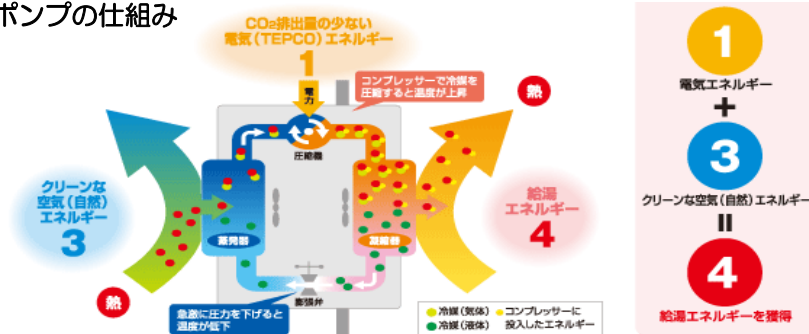 ポンプの仕組み
CO₂排出量の少ない
電気(TEPCO)エネルギー
1
電力
コンプレッサーで冷媒を
圧縮すると温度が上昇
熱
圧縮機
クリーンな
空気(自然)
エネルギー
3
給湯
エネルギー
4
蒸発器
凝縮器
熱
膨張弁
急激に圧力を下げると
温度が低下
冷媒(気体)
冷媒(液体)
コンプレッサーに
投入したエネルギー
1
電気エネルギー
+
3
クリーンな空気(自然)エネルギー
=
4
給湯エネルギーを獲得